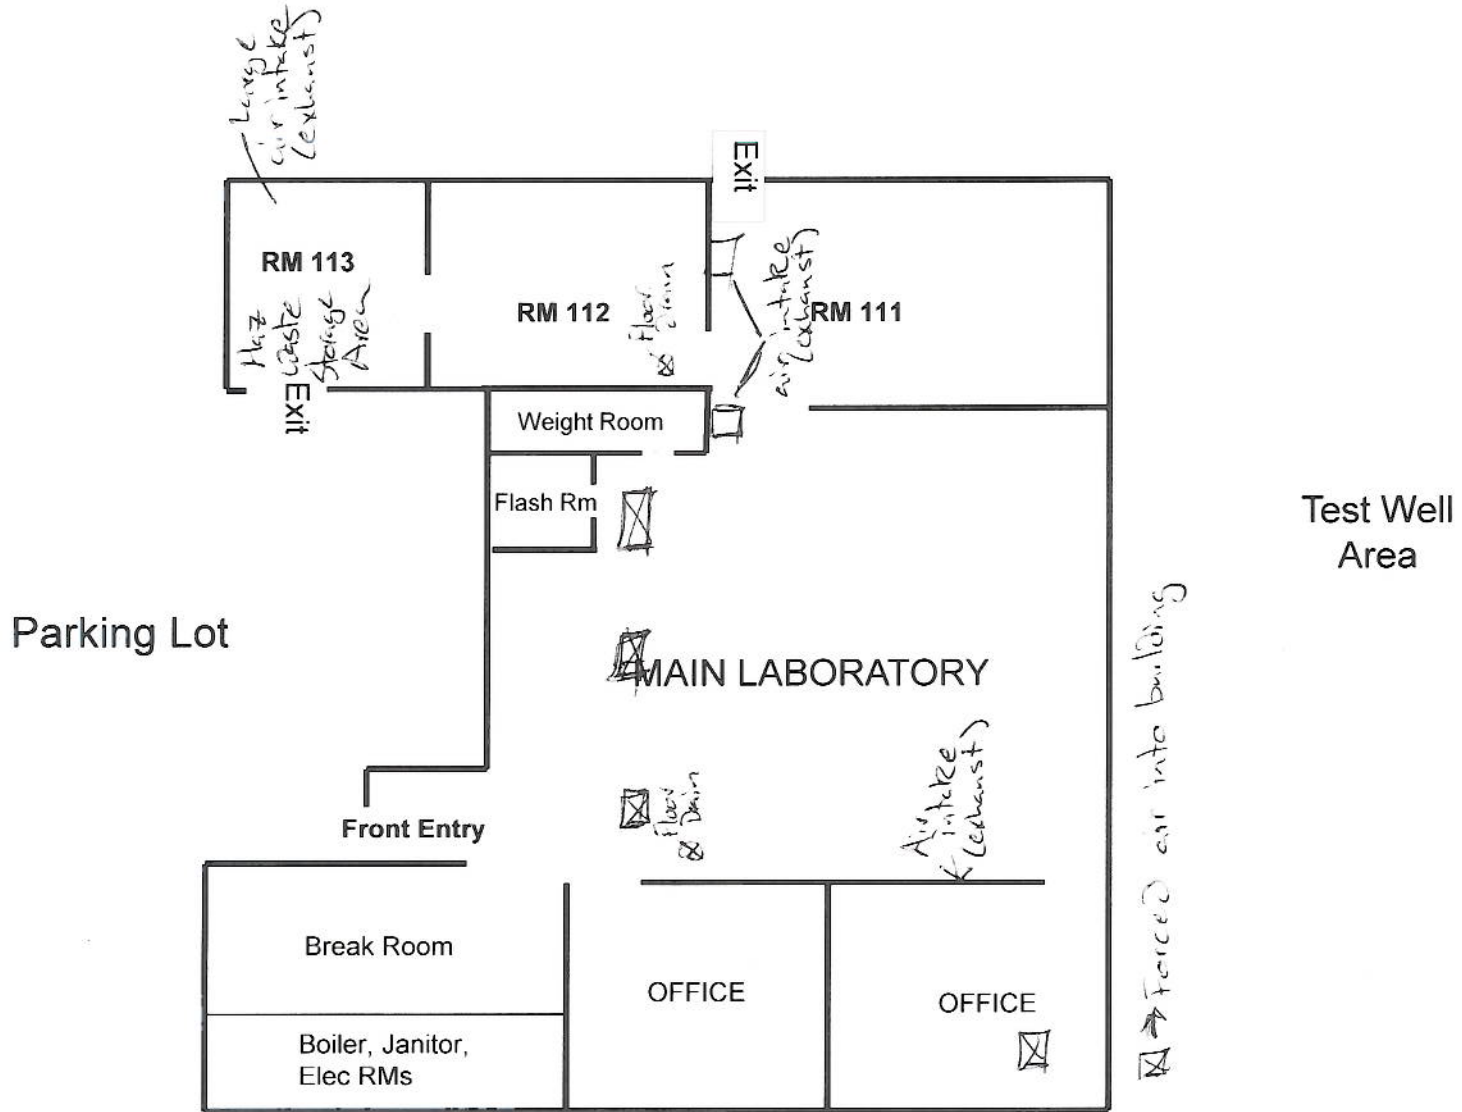 Large
air intake
(exhaust)
Exit
RM 113
Haz
Waste
Storage
Area
Exit
RM 112
Floor
Drain
air intake
(exhaust)
RM 111
Weight Room
Flash Rm
Test Well
Area
Parking Lot
MAIN LABORATORY
Front Entry
Floor
Drain
Air
intake
(exhaust)
Forced air into building
Break Room
OFFICE
OFFICE
Boiler, Janitor,
Elec RMs